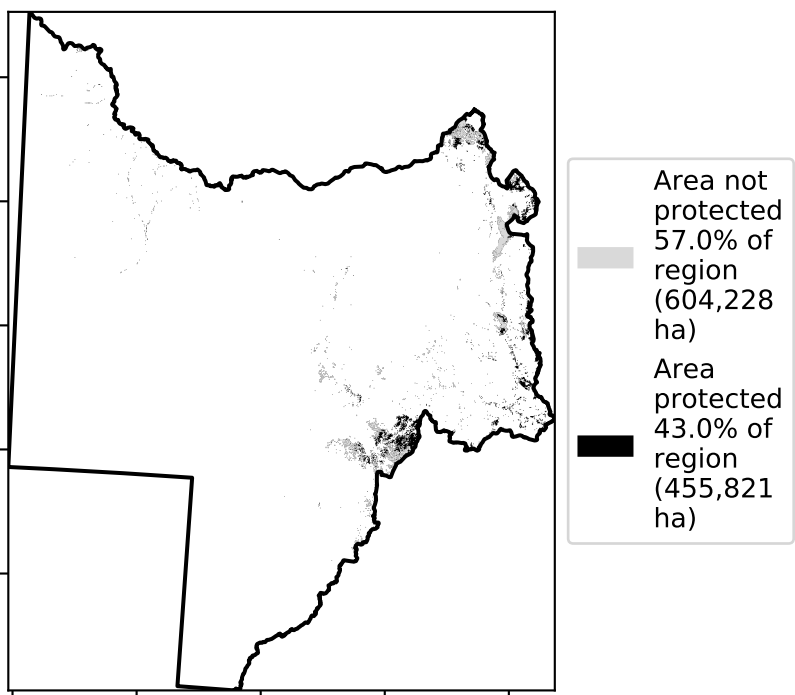 Area not
protected
57.0% of
region
(604,228
ha)
Area
protected
43.0% of
region
(455,821
ha)